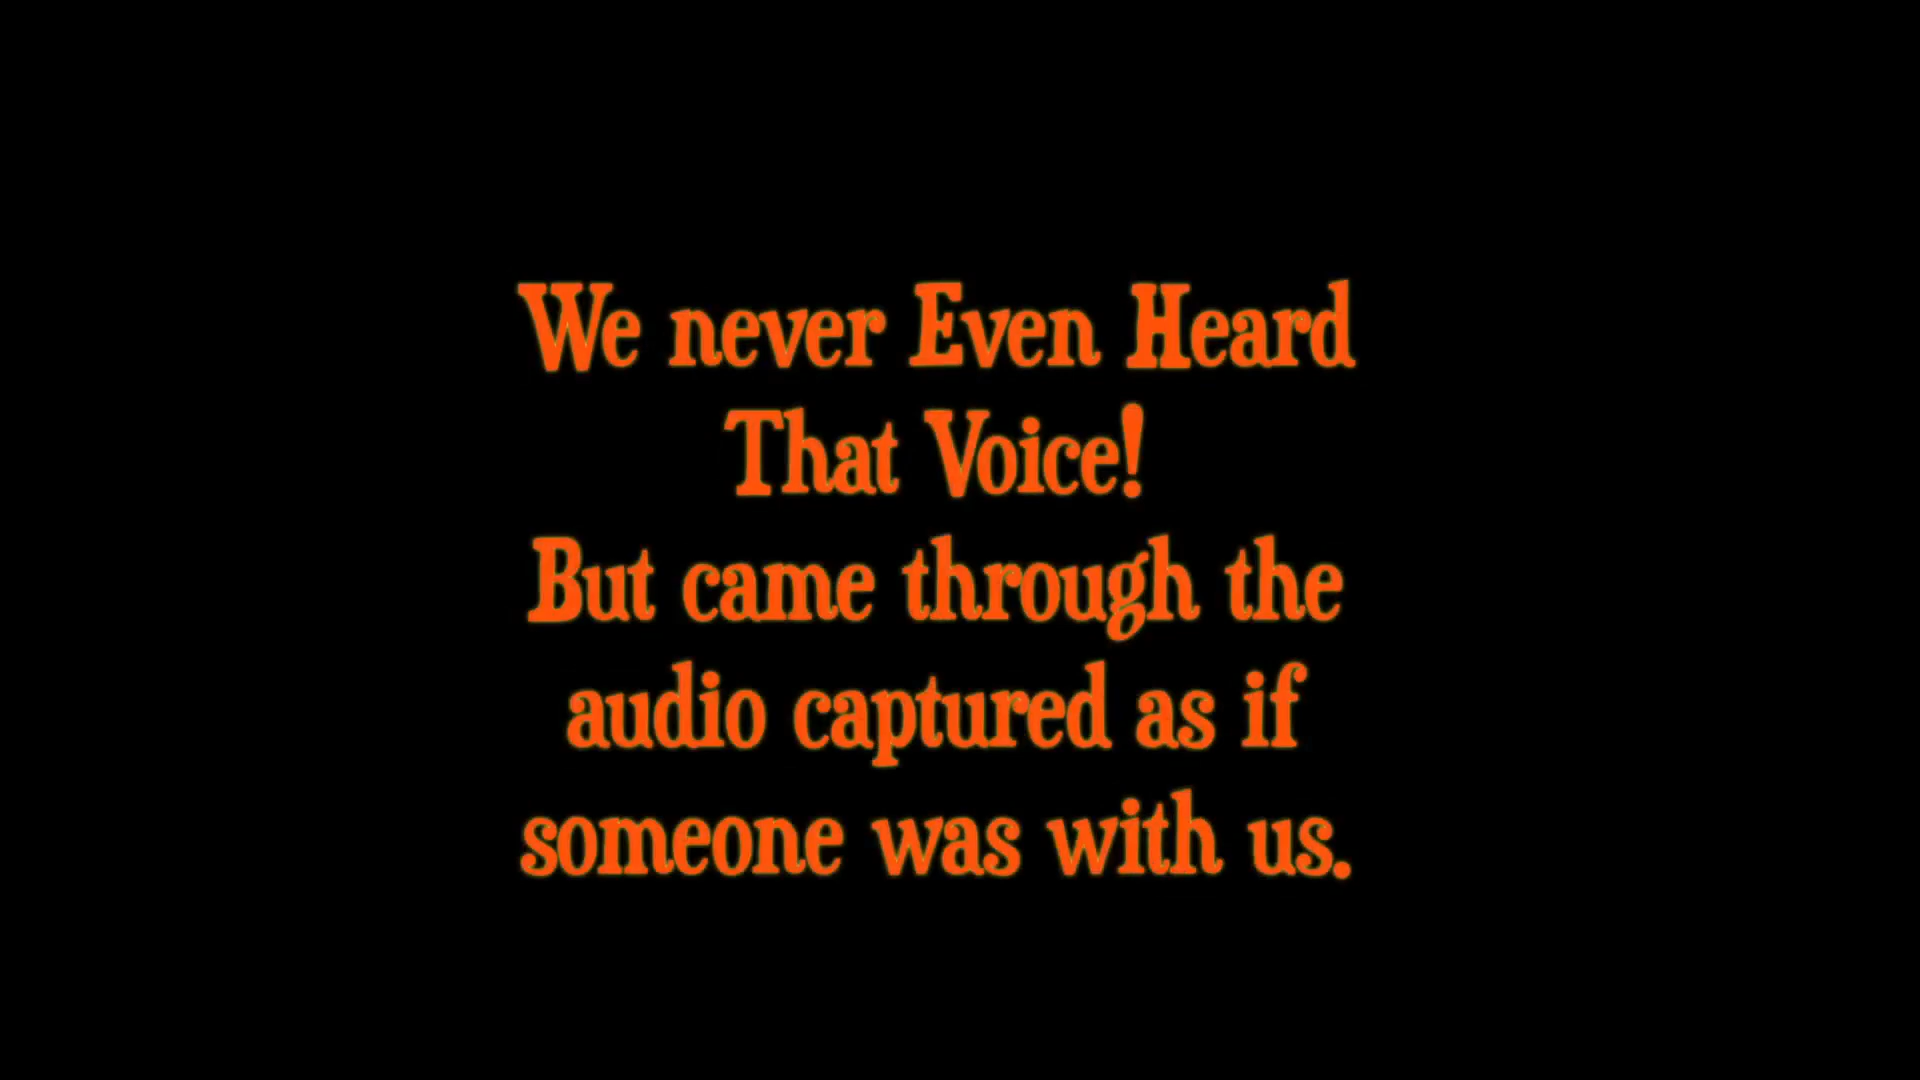 We never Even Heard
That Voice!
But came through the
audio captured as if
someone was with us.